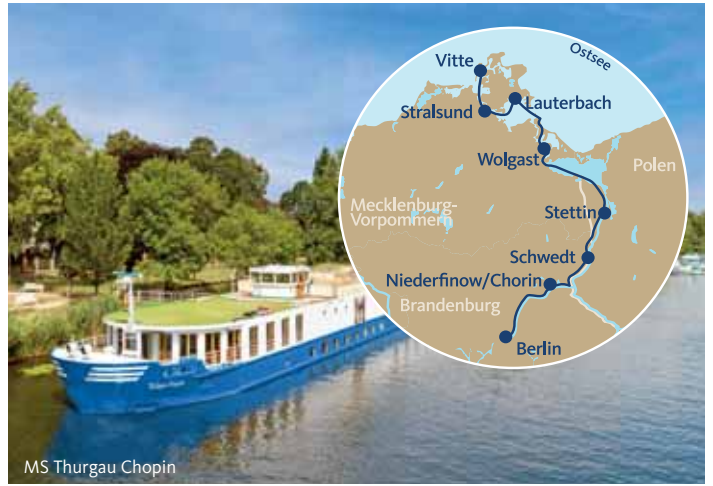 Ostsee
Vitte
Lauterbach
Stralsund
Wolgast
Polen
Mecklenburg-
Vorpommern
Stettin
Schwedt
Niederfinow/Chorin
Brandenburg
Berlin
MS Thurgau Chopin